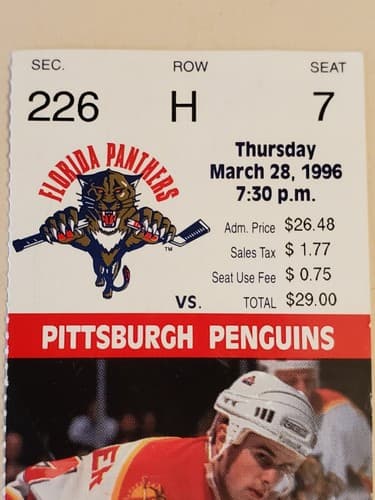 SEC. ROW SEAT
226 H 7
FLORIDA PANTHERS
TM
Thursday
March 28, 1996
7:30 p.m.
Adm. Price $26.48
Sales Tax $ 1.77
Seat Use Fee $ 0.75
VS. TOTAL $29.00
PITTSBURGH PENGUINS